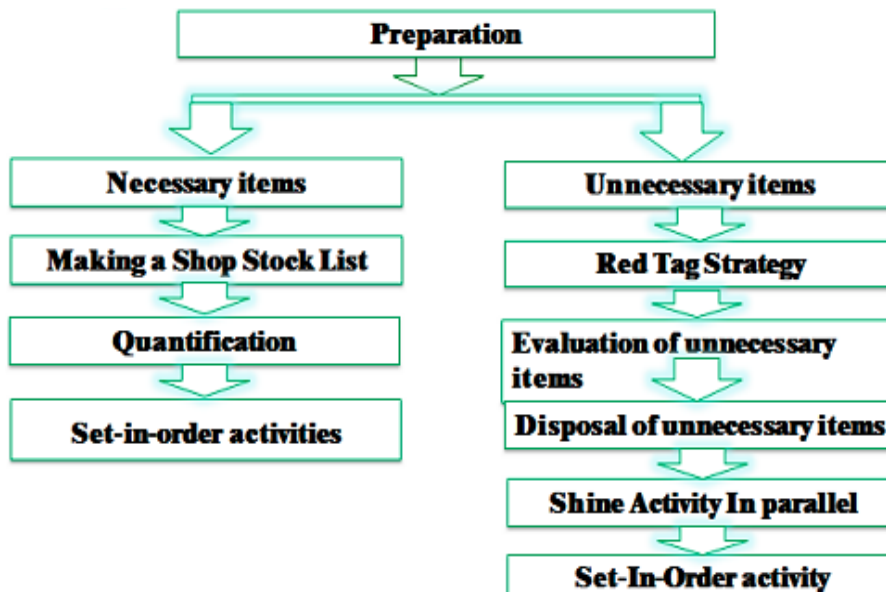 Preparation
Necessary items
Making a Shop Stock List
Quantification
Set-in-order activities
Unnecessary items
Red Tag Strategy
Evaluation of unnecessary
items
Disposal of unnecessary items
Shine Activity In parallel
Set-In-Order activity